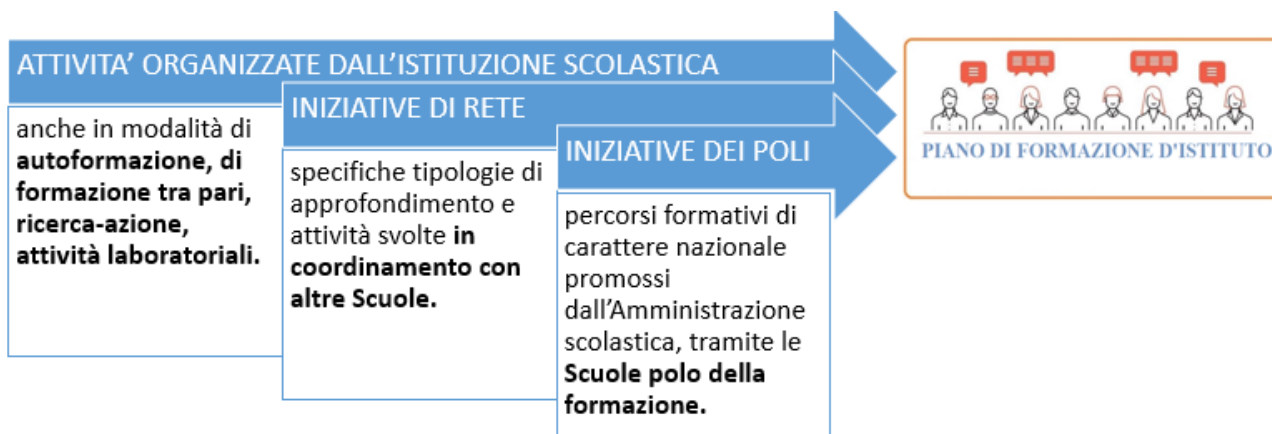 ATTIVITA’ ORGANIZZATE DALL’ISTITUZIONE SCOLASTICA
anche in modalità di
autoformazione, di
formazione tra pari,
ricerca-azione,
attività laboratoriali.
INIZIATIVE DI RETE
specifiche tipologie di
approfondimento e
attività svolte in
coordinamento con
altre Scuole.
INIZIATIVE DEI POLI
percorsi formativi di
carattere nazionale
promossi
dall’Amministrazione
scolastica, tramite le
Scuole polo della
formazione.
PIANO DI FORMAZIONE D'ISTITUTO